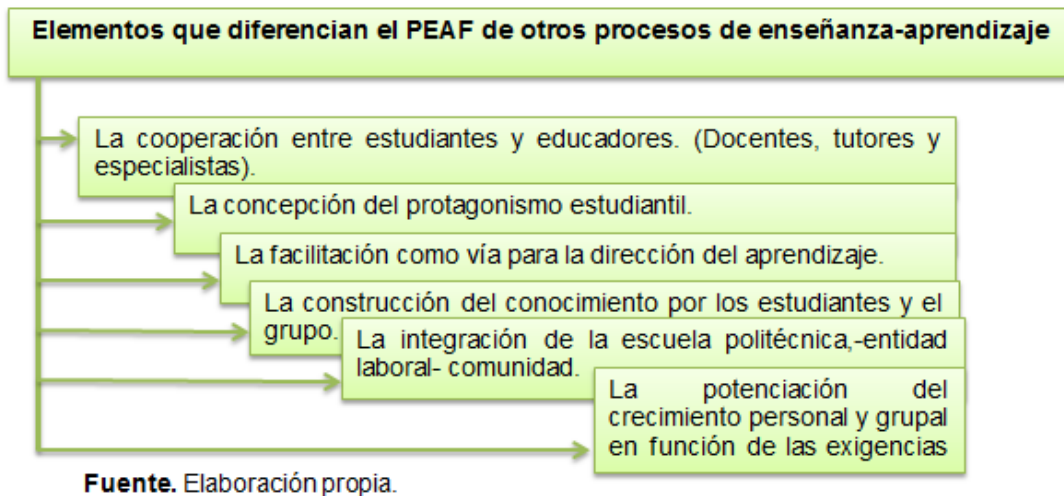 Elementos que diferencian el PEAF de otros procesos de enseñanza-aprendizaje
La cooperación entre estudiantes y educadores. (Docentes, tutores y
especialistas).
La concepción del protagonismo estudiantil.
La facilitación como vía para la dirección del aprendizaje.
La construcción del conocimiento por los estudiantes y el
grupo.
La integración de la escuela politécnica,-entidad
laboral- comunidad.
La potenciación del
crecimiento personal y grupal
en función de las exigencias
Fuente. Elaboración propia.